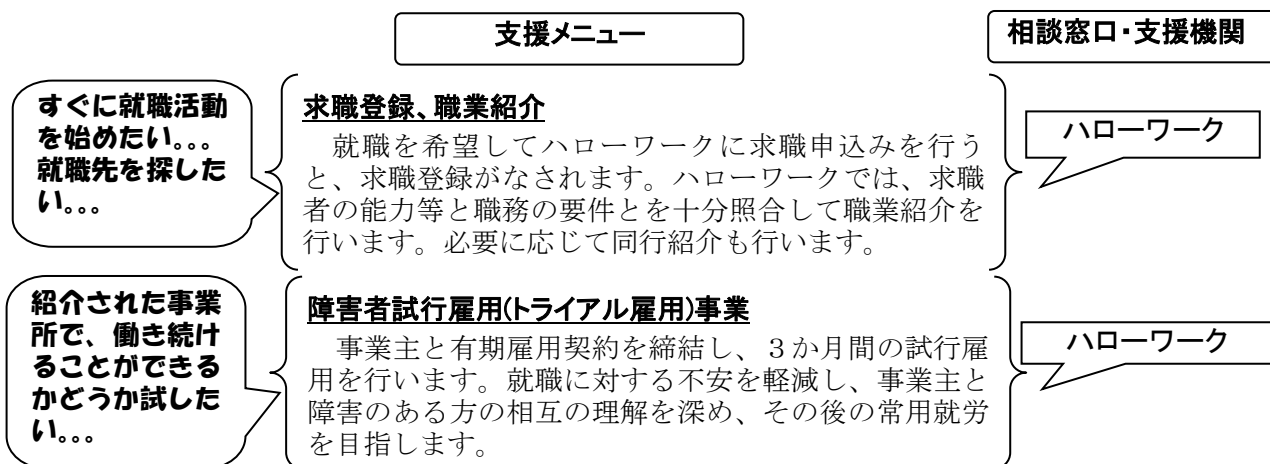 支援メニュー
相談窓口・支援機関
すぐに就職活動
を始めたい。。。
就職先を探した
い。。。
求職登録、職業紹介
就職を希望してハローワークに求職申込みを行う
と、求職登録がなされます。ハローワークでは、求職
者の能力等と職務の要件とを十分照合して職業紹介を
行います。必要に応じて同行紹介も行います。
ハローワーク
紹介された事業
所で、働き続け
ることができる
かどうか試した
い。。。
障害者試行雇用(トライアル雇用)事業
事業主と有期雇用契約を締結し、３か月間の試行雇
用を行います。就職に対する不安を軽減し、事業主と
障害のある方の相互の理解を深め、その後の常用就労
を目指します。
ハローワーク